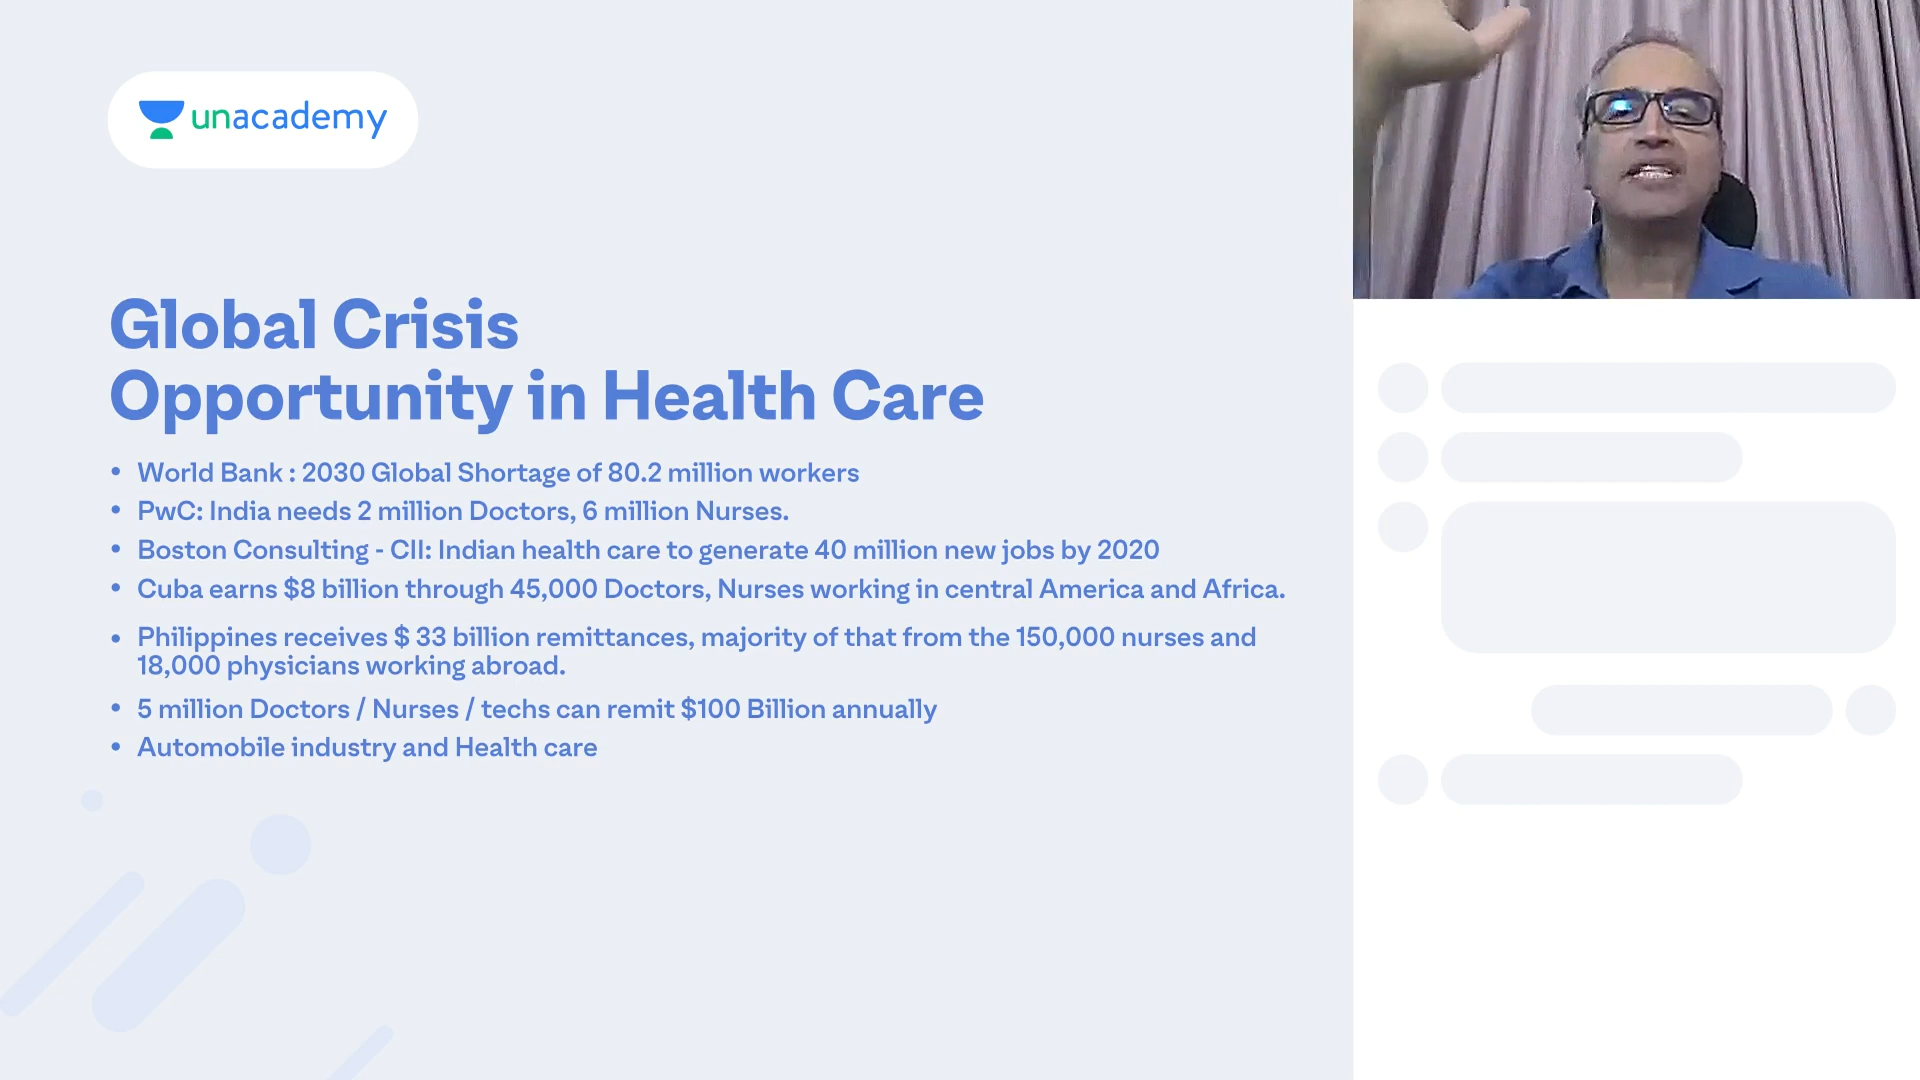 unacademy
Global Crisis
Opportunity in Health Care
• World Bank : 2030 Global Shortage of 80.2 million workers
• PwC: India needs 2 million Doctors, 6 million Nurses.
• Boston Consulting - CII: Indian health care to generate 40 million new jobs by 2020
• Cuba earns $8 billion through 45,000 Doctors, Nurses working in central America and Africa.
• Philippines receives $ 33 billion remittances, majority of that from the 150,000 nurses and
18,000 physicians working abroad.
• 5 million Doctors / Nurses / techs can remit $100 Billion annually
• Automobile industry and Health care